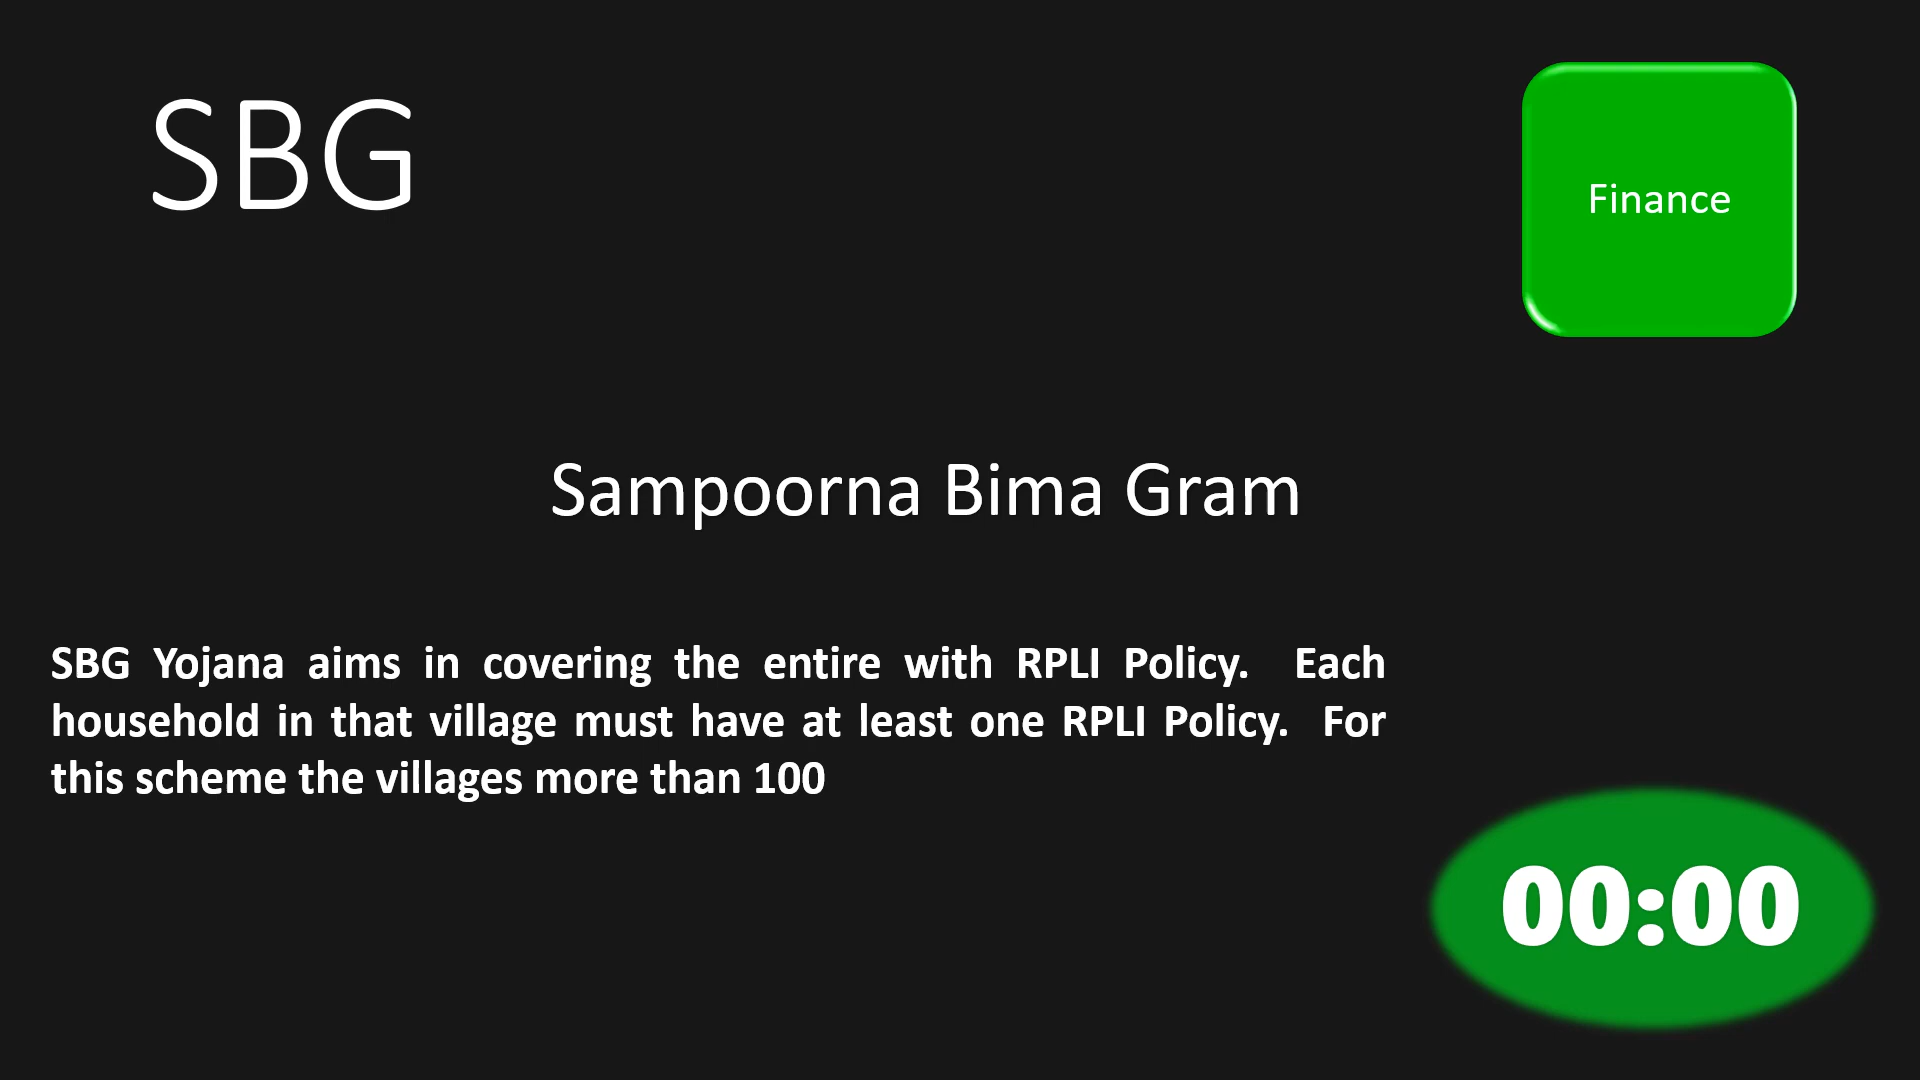 SBG
Finance
Sampoorna Bima Gram
SBG Yojana aims in covering the entire with RPLI Policy. Each
household in that village must have at least one RPLI Policy. For
this scheme the villages more than 100
00:00